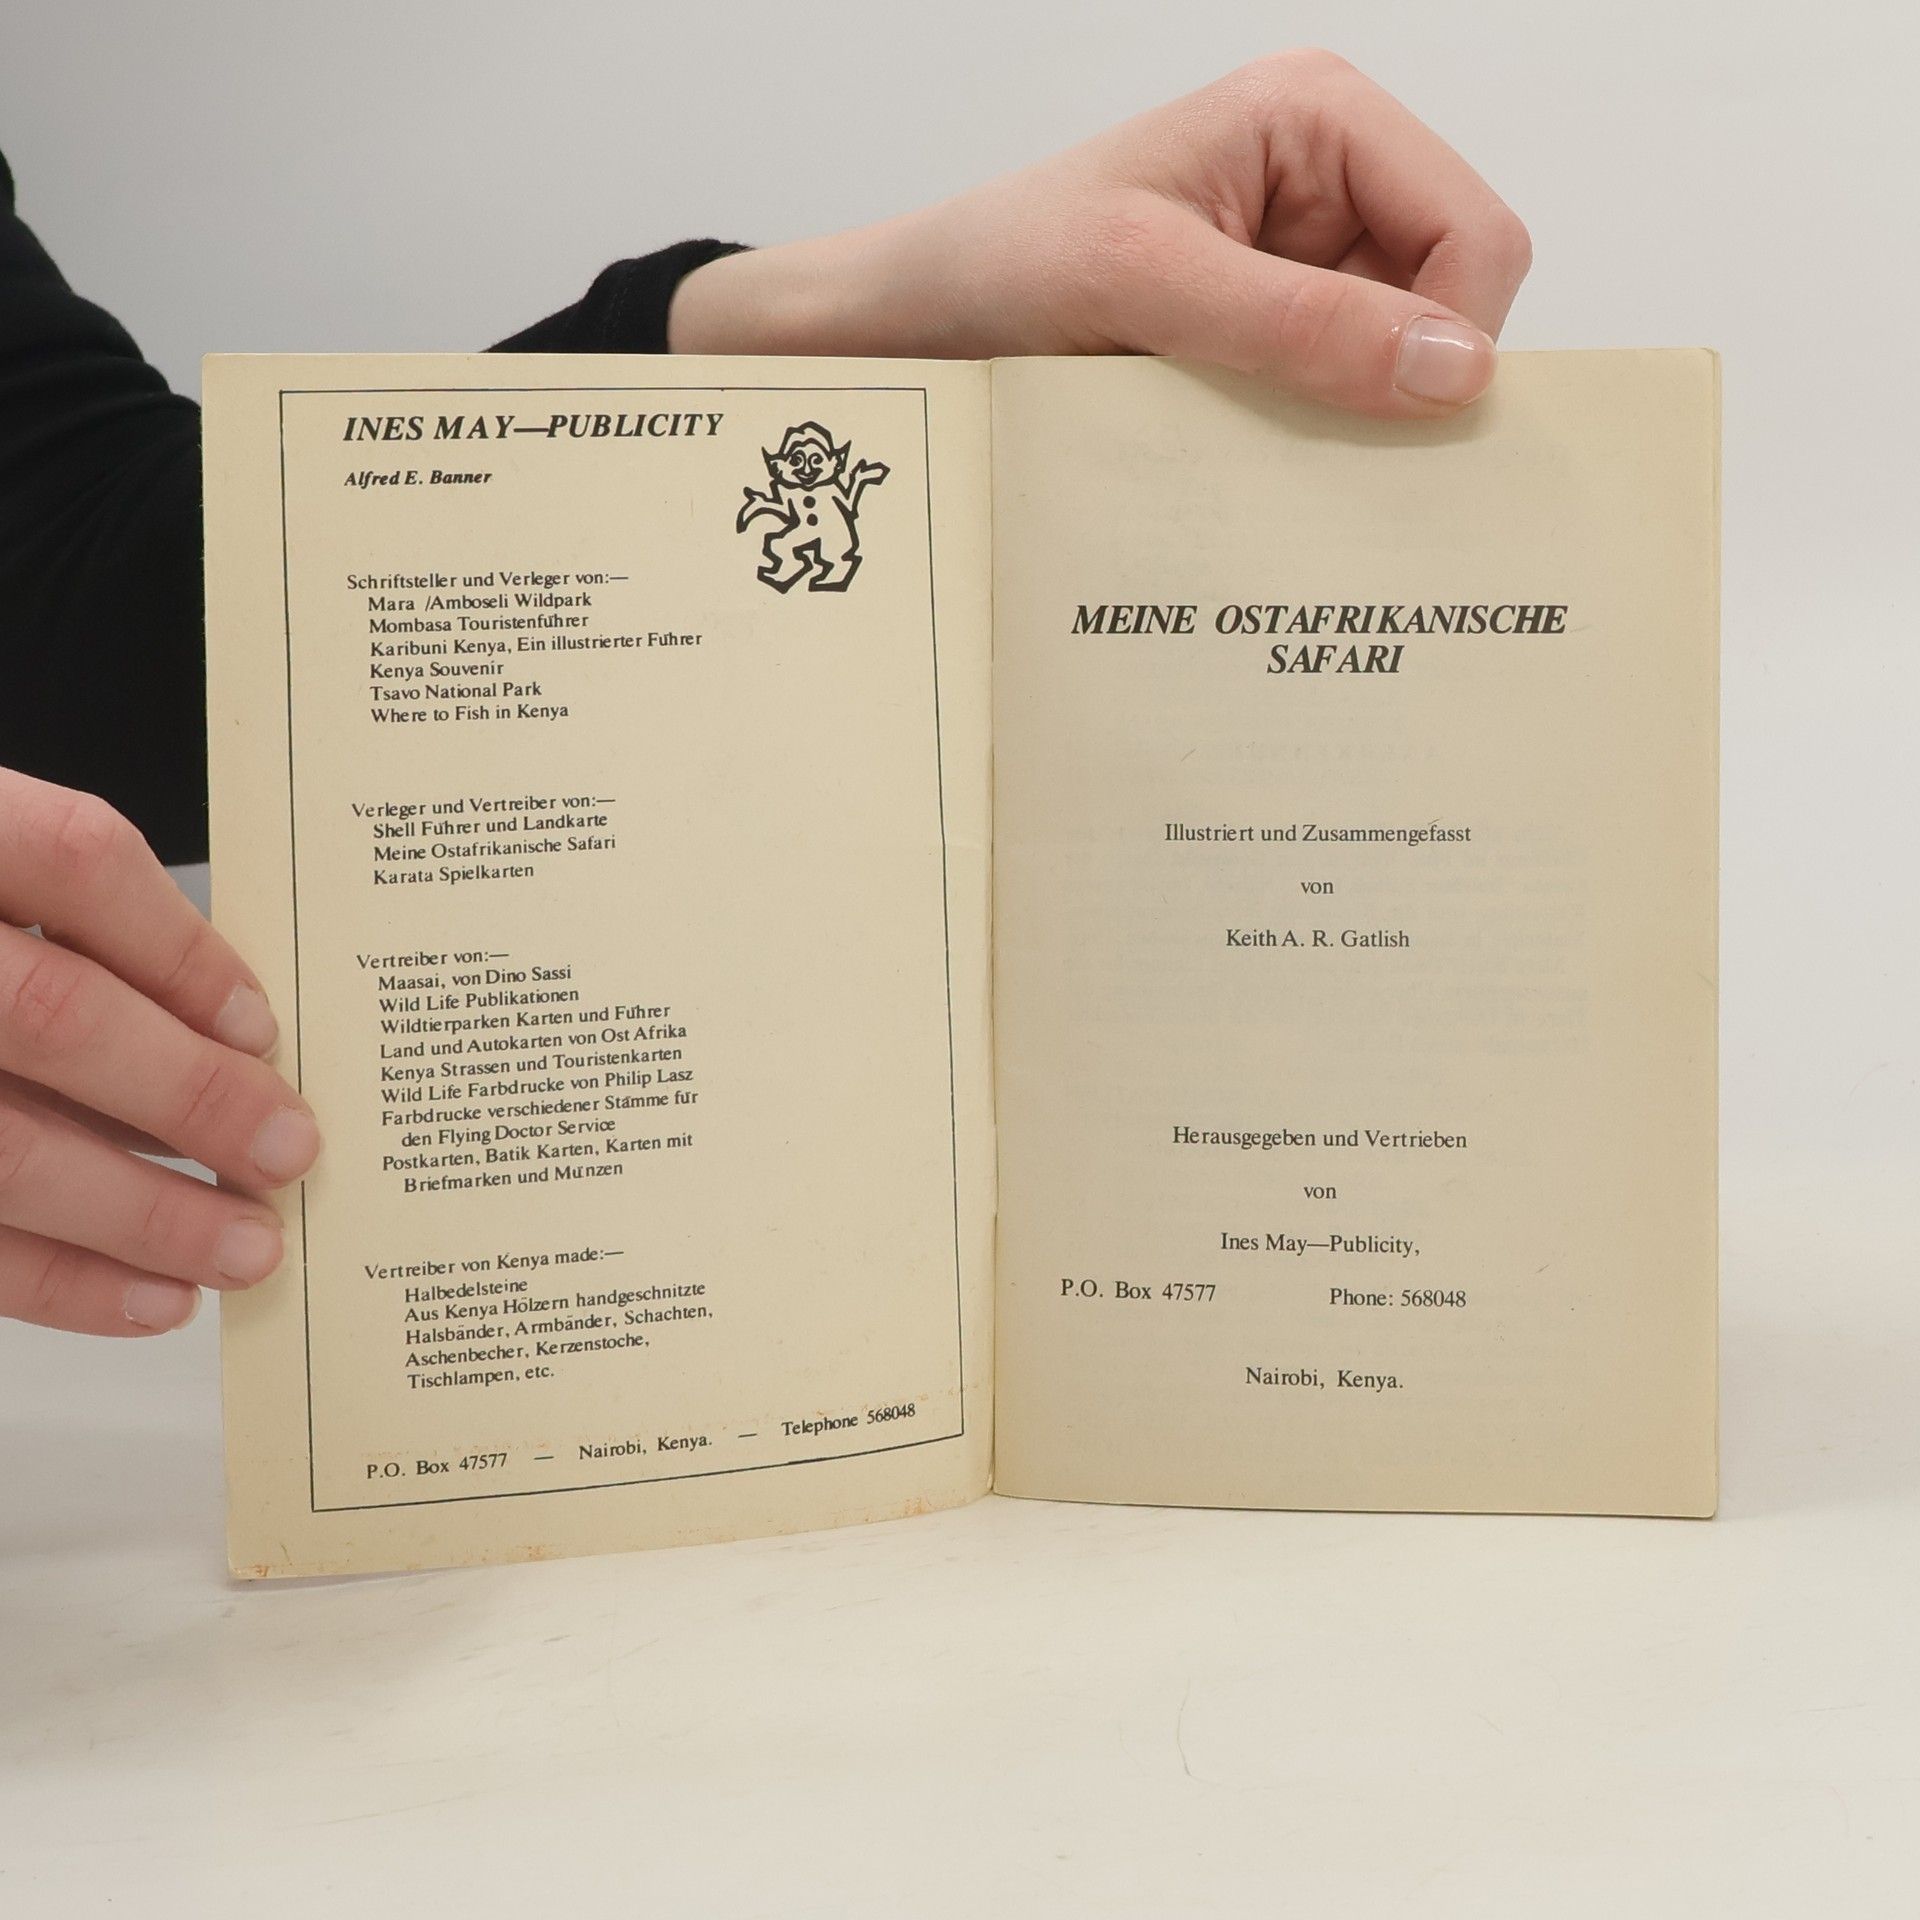 INES MAY—PUBLICITY
Alfred E. Banner
Schriftsteller und Verleger von:—
Mara /Amboseli Wildpark
Mombasa Touristenführer
Karibuni Kenya, Ein illustrierter Führer
Kenya Souvenir
Tsavo National Park
Where to Fish in Kenya
Verleger und Vertreiber von:—
Shell Führer und Landkarte
Meine Ostafrikanische Safari
Karata Spielkarten
Vertreiber von:—
Maasai, von Dino Sassi
Wild Life Publikationen
Wildtierparken Karten und Führer
Land und Autokarten von Ost Afrika
Kenya Strassen und Touristenkarten
Wild Life Farbdrucke von Philip Lasz
Farbdrucke verschiedener Stämme für
den Flying Doctor Service
Postkarten, Batik Karten, Karten mit
Briefmarken und Münzen
Vertreiber von Kenya made:—
Halbedelsteine
Aus Kenya Hölzern handgeschnitzte
Halsbänder, Armbänder, Schachten,
Aschenbecher, Kerzenstoche,
Tischlampen, etc.
P.O. Box 47577 — Nairobi, Kenya. — Telephone 568048
MEINE OSTAFRIKANISCHE
SAFARI
Illustriert und Zusammengefasst
von
Keith A. R. Gatlish
Herausgegeben und Vertrieben
von
Ines May—Publicity,
P.O. Box 47577 Phone: 568048
Nairobi, Kenya.